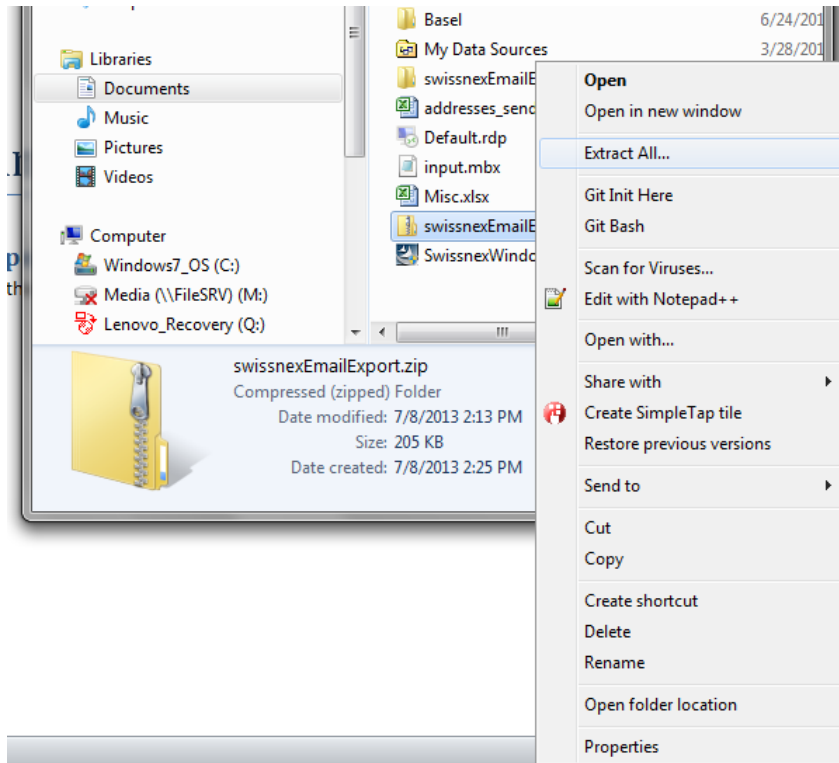 Libraries
Documents
Music
Pictures
Videos
Computer
Windows7_OS (C:)
Media (\\FileSRV) (M:)
Lenovo_Recovery (Q:)
Basel 6/24/201
My Data Sources 3/28/201
swissnexEmailE
addresses_send
Default.rdp
input.mbx
Misc.xlsx
swissnexEmailE
SwissnexWindo
swissnexEmailExport.zip
Compressed (zipped) Folder
Date modified: 7/8/2013 2:13 PM
Size: 205 KB
Date created: 7/8/2013 2:25 PM
Open
Open in new window
Extract All...
Git Init Here
Git Bash
Scan for Viruses...
Edit with Notepad++
Open with...
Share with
Create SimpleTap tile
Restore previous versions
Send to
Cut
Copy
Create shortcut
Delete
Rename
Open folder location
Properties